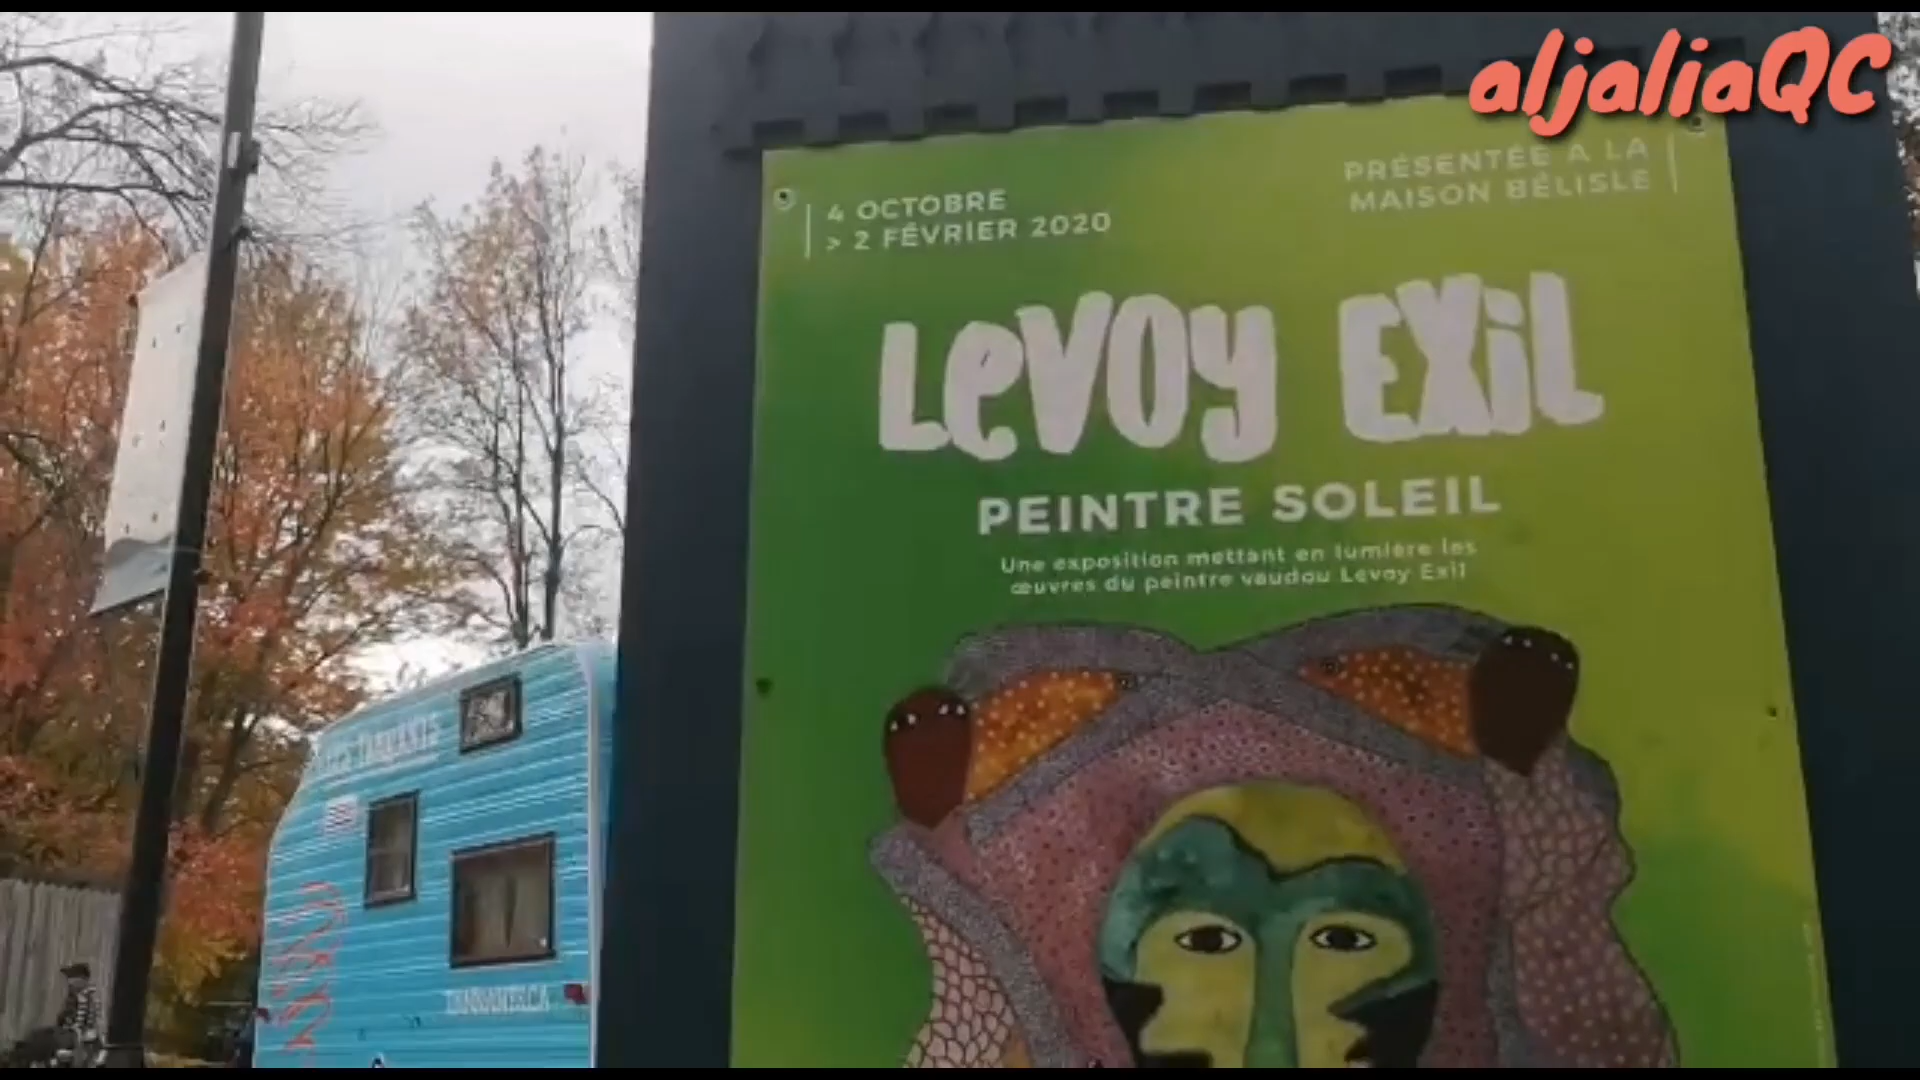 aljaliaQC
4 OCTOBRE
> 2 FÉVRIER 2020
PRÉSENTÉE À LA
MAISON BÉLISLE
LeVOY EXiL
PEINTRE SOLEIL
Une exposition mettant en lumière les
œuvres du peintre vaudou Levoy Exil